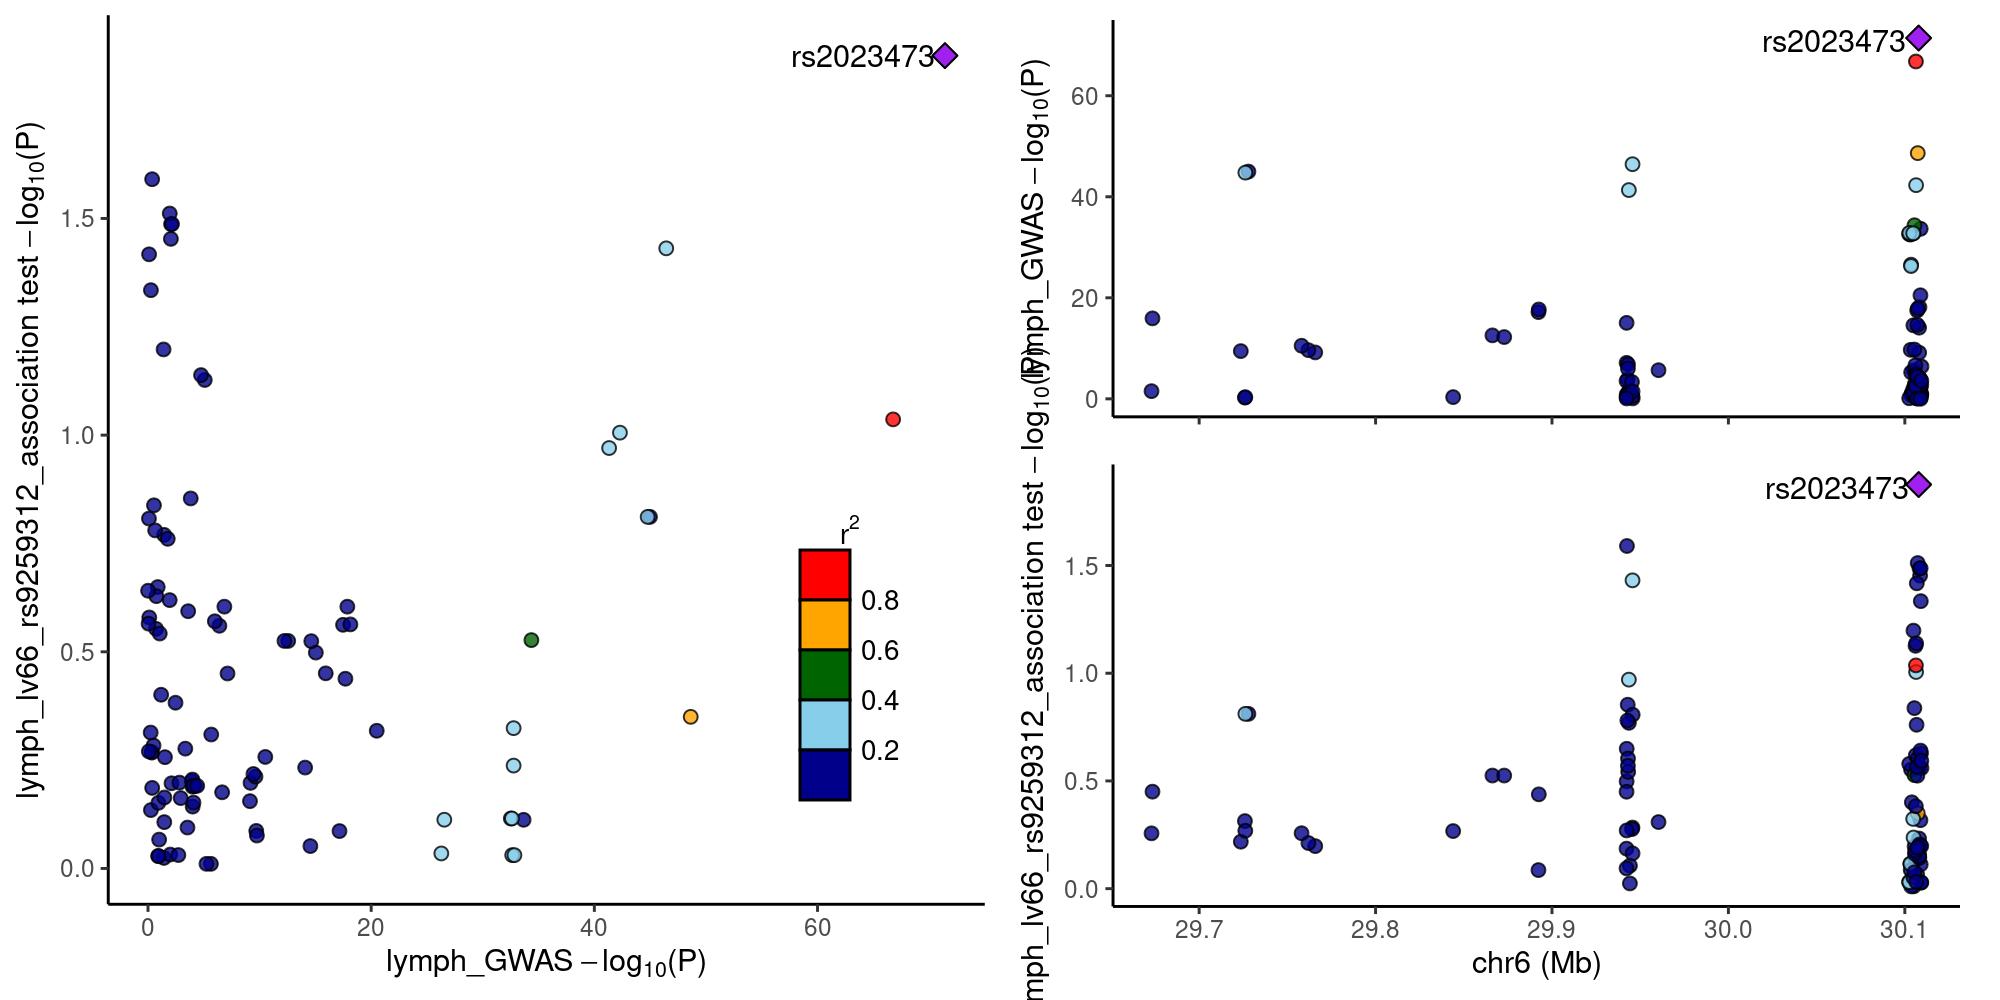 lymph_lv66_rs9259312_association test −log10(P)
rs2023473
1.5
1.0
0.5
0.0
r2
0.8
0.6
0.4
0.2
0
20
40
60
lymph_GWAS −log10(P)
lymph_GWAS −log10(P)
rs2023473
60
40
20
0
mph_lv66_rs9259312_association test −log10(P)
rs2023473
1.5
1.0
0.5
0.0
29.7
29.8
29.9
30.0
30.1
chr6 (Mb)